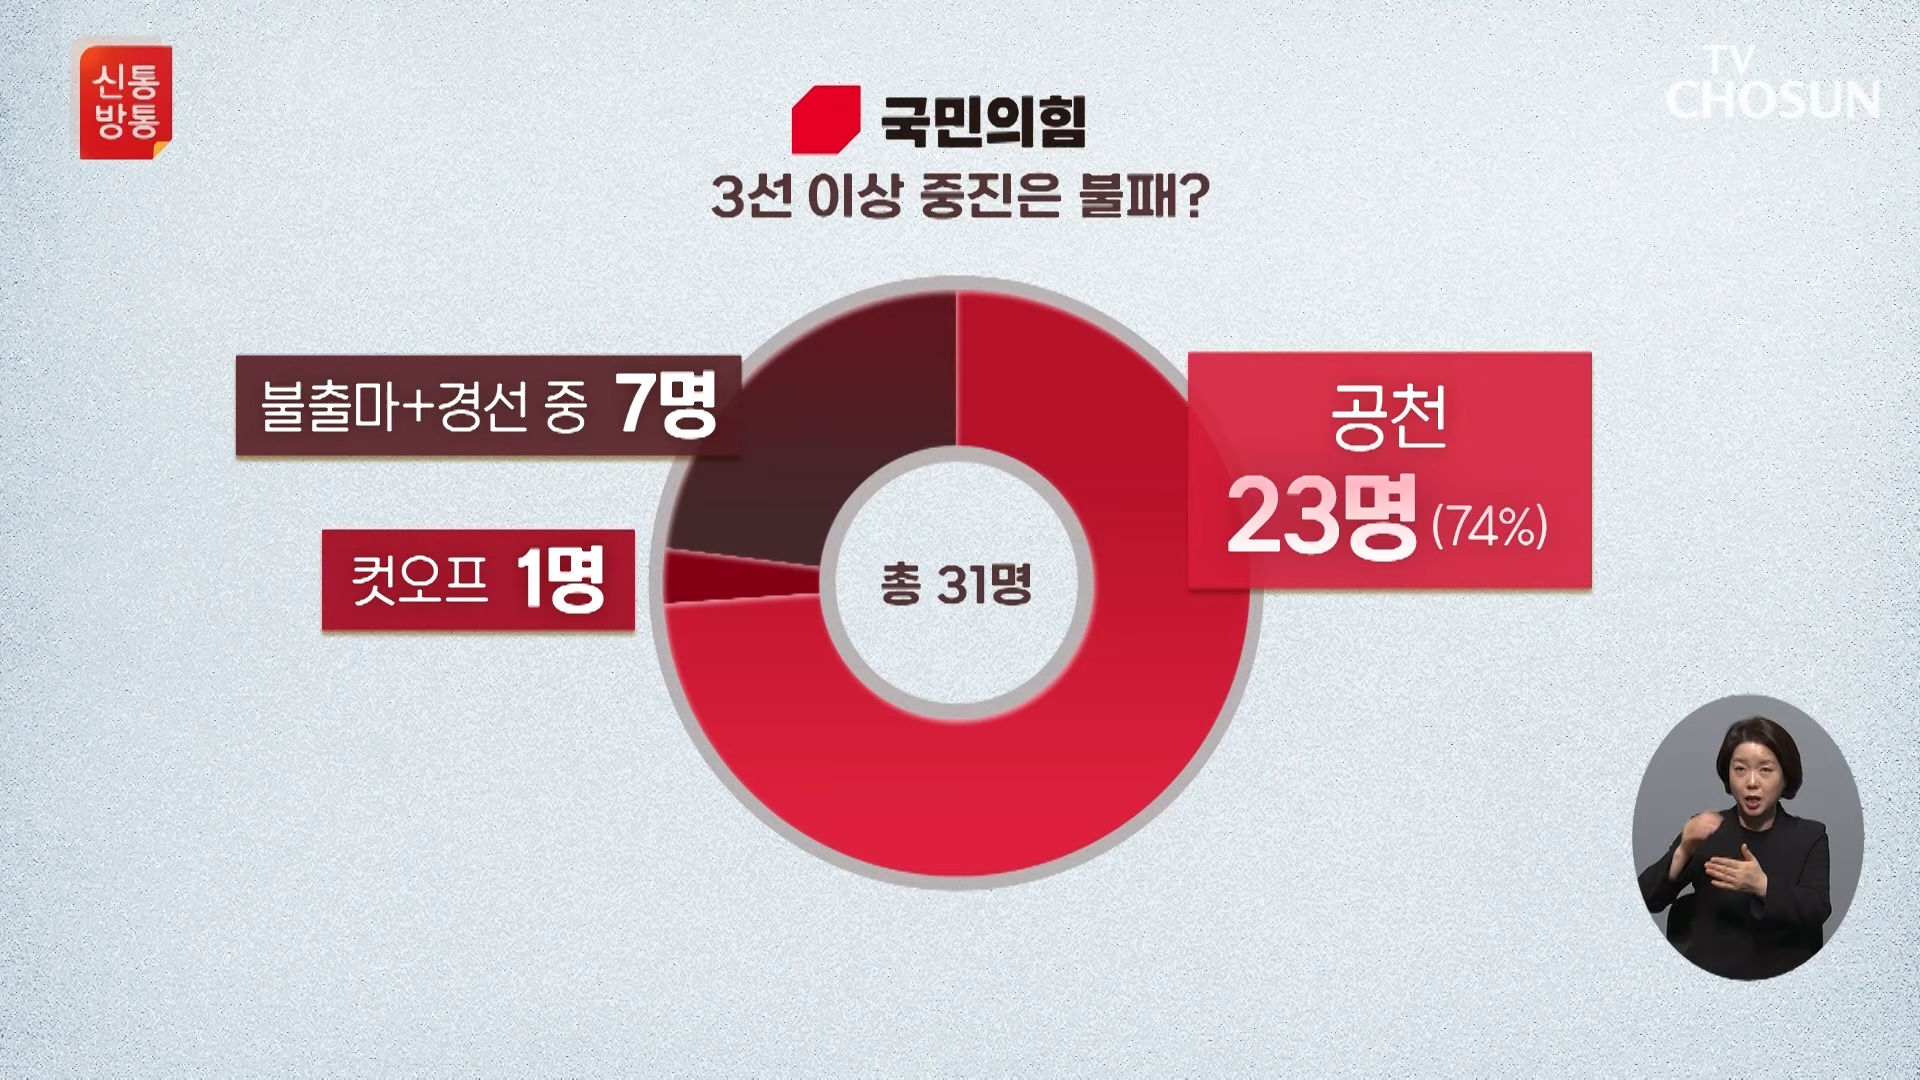 신통
방통
TV
CHOSUN
국민의힘
3선 이상 중진은 불패?
불출마+경선 중 7명
컷오프 1명
총 31명
공천
23명 (74%)